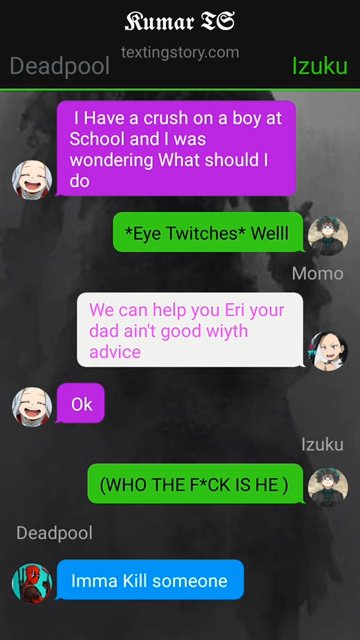 Kumar TS
textingstory.com
Deadpool
Izuku
I Have a crush on a boy at
School and I was
wondering What should I
do
*Eye Twitches* Welll
Momo
We can help you Eri your
dad ain't good wiyth
advice
Ok
Izuku
(WHO THE F*CK IS HE )
Deadpool
Imma Kill someone